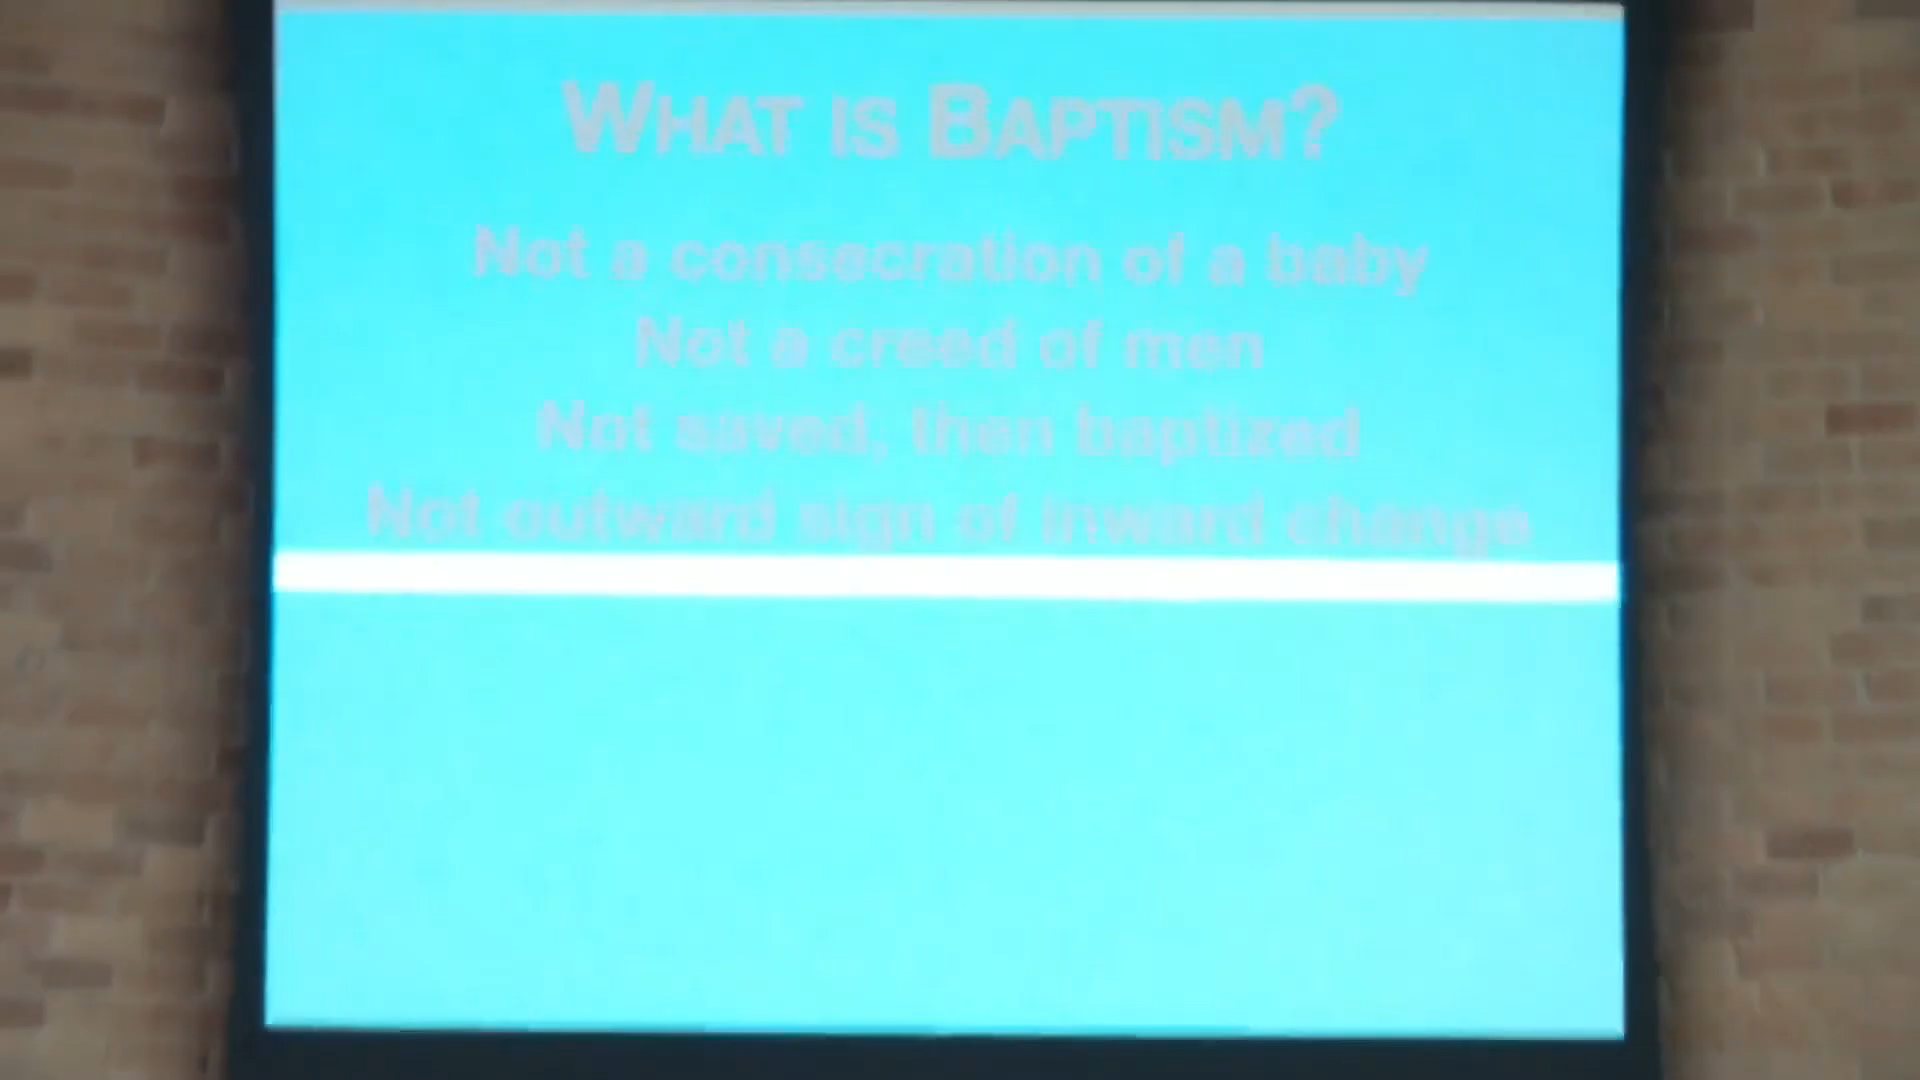 WHAT IS BAPTISM?
Not a consecration of a baby
Not a creed of men
Not saved, then baptized
Not outward sign of inward change